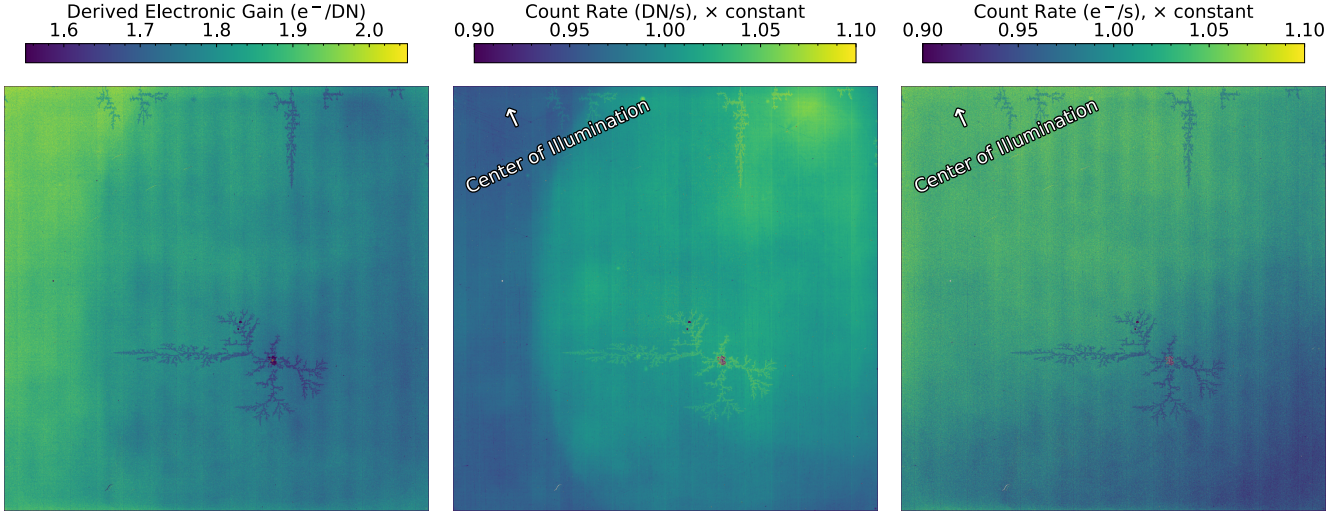 Derived Electronic Gain (e⁻/DN)
1.6 1.7 1.8 1.9 2.0
Count Rate (DN/s), × constant
0.90 0.95 1.00 1.05 1.10
↑
Center of Illumination
Count Rate (e⁻/s), × constant
0.90 0.95 1.00 1.05 1.10
↑
Center of Illumination